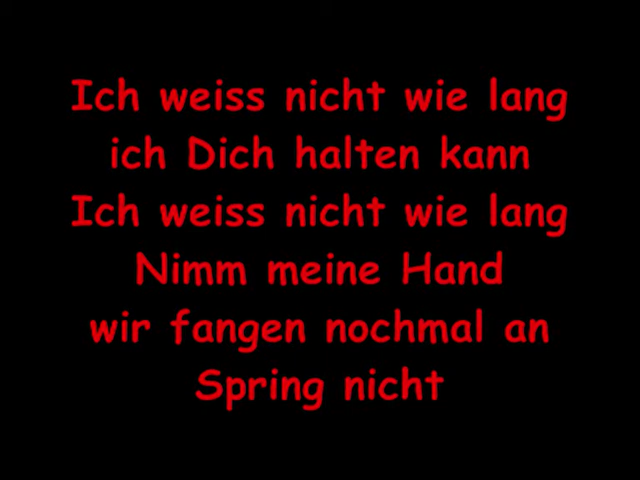 Ich weiss nicht wie lang
ich Dich halten kann
Ich weiss nicht wie lang
Nimm meine Hand
wir fangen nochmal an
Spring nicht